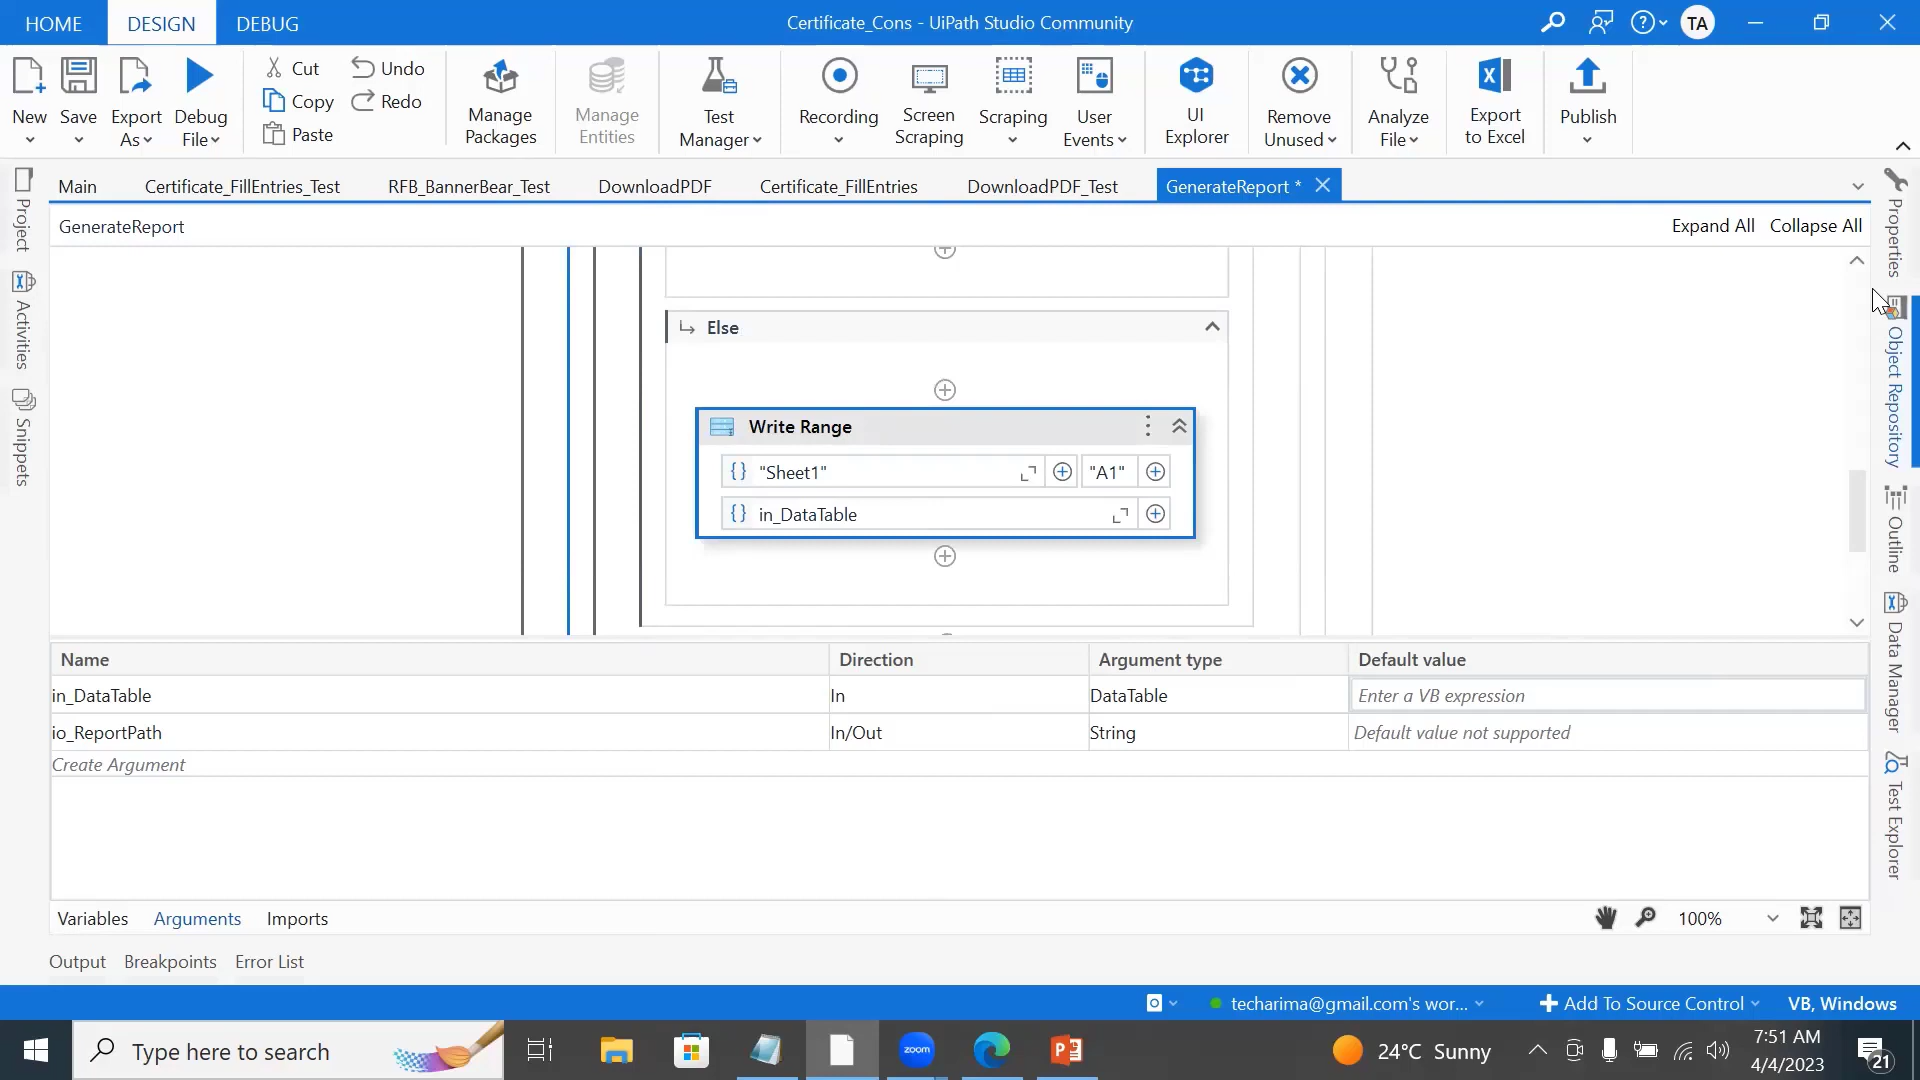 HOME DESIGN DEBUG Certificate_Cons - UiPath Studio Community TA
New Save Export As Debug File Cut Copy Paste Undo Redo Manage Packages Manage Entities Test Manager Recording Screen Scraping Scraping User Events UI Explorer Remove Unused Analyze File Export to Excel Publish
Main Certificate_FillEntries_Test RFB_BannerBear_Test DownloadPDF Certificate_FillEntries DownloadPDF_Test GenerateReport *
GenerateReport Expand All Collapse All
Project
Activities
Snippets
Else
Write Range
"Sheet1" "A1"
in_DataTable
Properties
Object Repository
Outline
Data Manager
Test Explorer
Name Direction Argument type Default value
in_DataTable In DataTable Enter a VB expression
io_ReportPath In/Out String Default value not supported
Create Argument
Variables Arguments Imports 100%
Output Breakpoints Error List
techarima@gmail.com's wor... Add To Source Control VB, Windows
Type here to search zoom 24°C Sunny 7:51 AM
4/4/2023 21